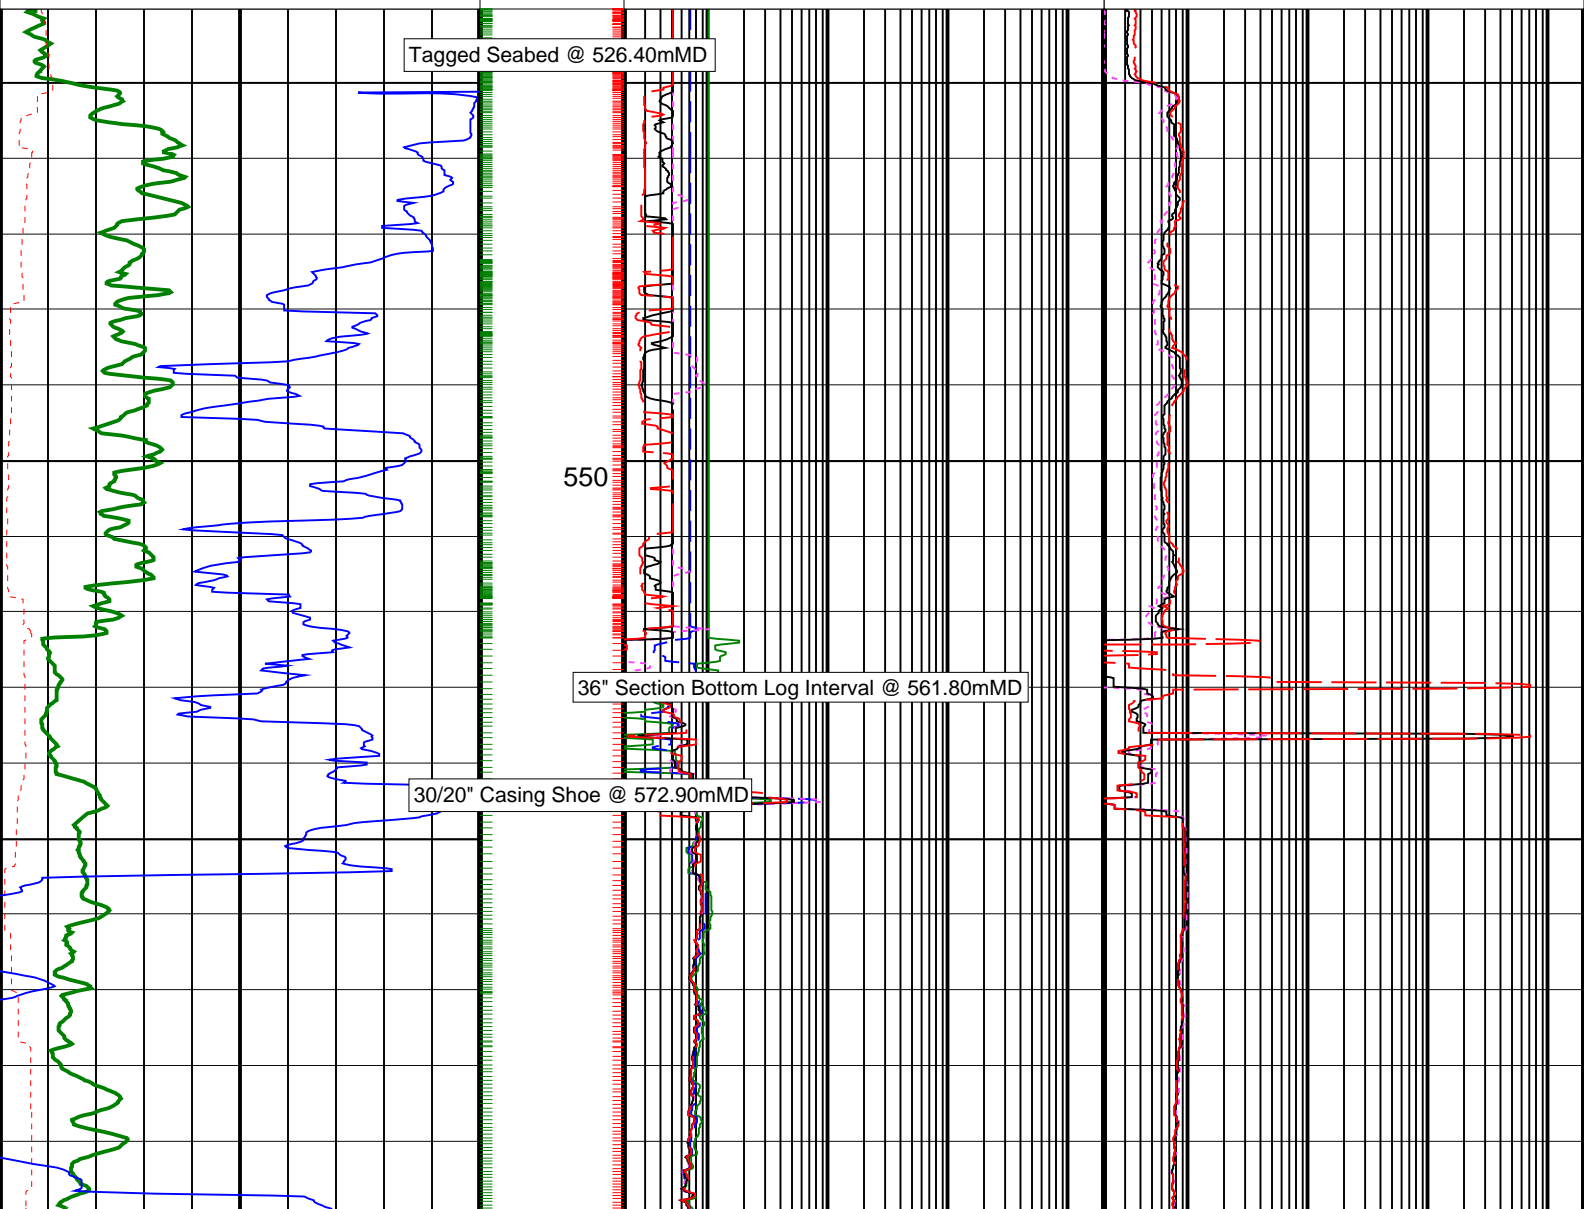 Tagged Seabed @ 526.40mMD
550
36" Section Bottom Log Interval @ 561.80mMD
30/20" Casing Shoe @ 572.90mMD